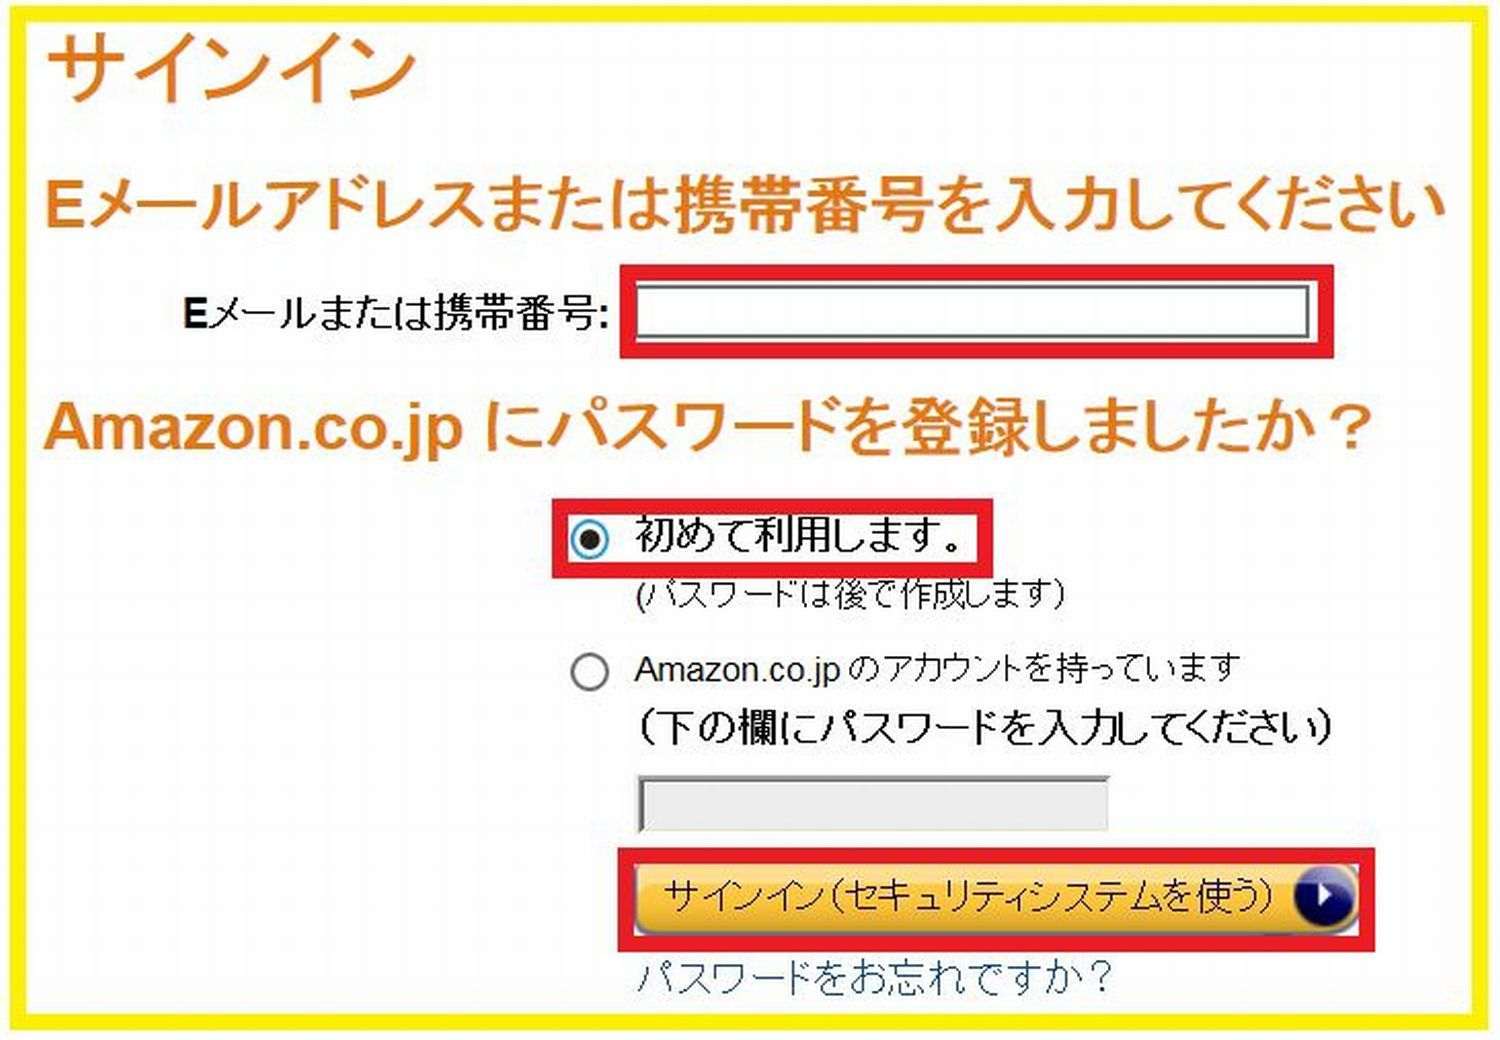 サインイン
Eメールアドレスまたは携帯番号を入力してください
Eメールまたは携帯番号:
Amazon.co.jp にパスワードを登録しましたか？
初めて利用します。
(パスワードは後で作成します)
Amazon.co.jp のアカウントを持っています
(下の欄にパスワードを入力してください)
サインイン(セキュリティシステムを使う)
パスワードをお忘れですか?